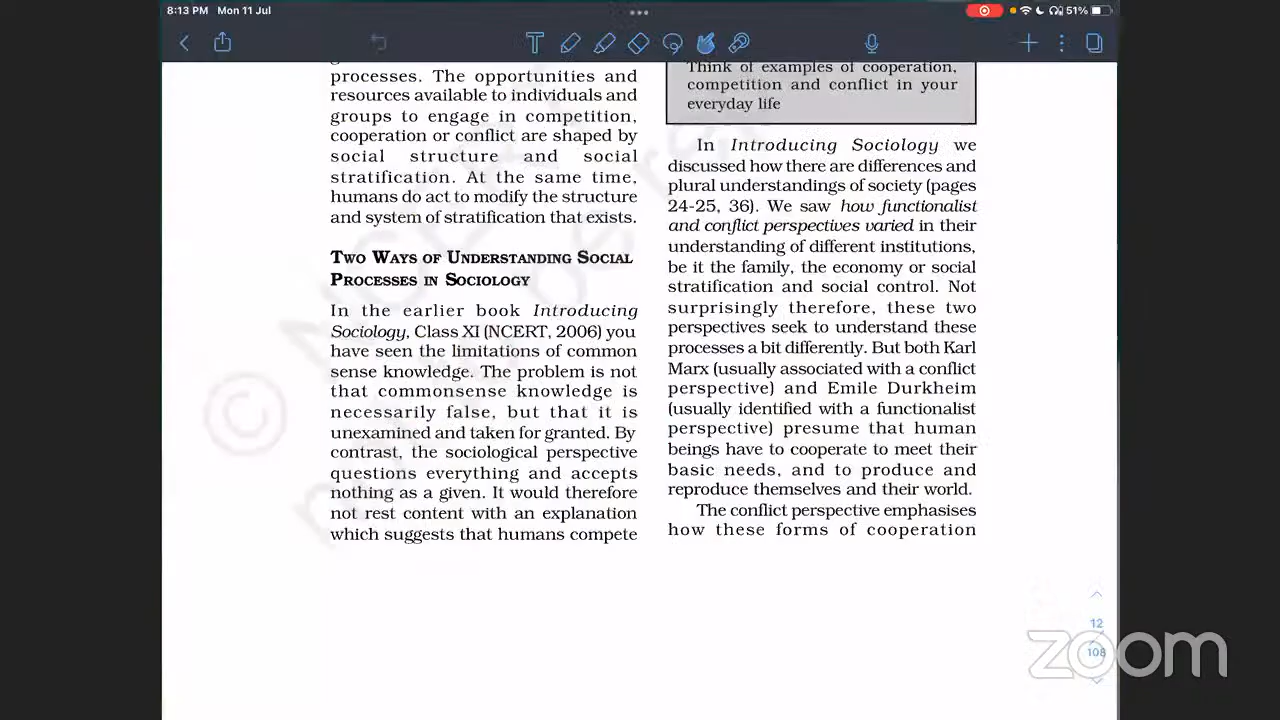 8:13 PM Mon 11 Jul
51%
processes. The opportunities and
resources available to individuals and
groups to engage in competition,
cooperation or conflict are shaped by
social structure and social
stratification. At the same time,
humans do act to modify the structure
and system of stratification that exists.
TWO WAYS OF UNDERSTANDING SOCIAL
PROCESSES IN SOCIOLOGY
In the earlier book Introducing
Sociology, Class XI (NCERT, 2006) you
have seen the limitations of common
sense knowledge. The problem is not
that commonsense knowledge is
necessarily false, but that it is
unexamined and taken for granted. By
contrast, the sociological perspective
questions everything and accepts
nothing as a given. It would therefore
not rest content with an explanation
which suggests that humans compete
Think of examples of cooperation,
competition and conflict in your
everyday life
In Introducing Sociology we
discussed how there are differences and
plural understandings of society (pages
24-25, 36). We saw how functionalist
and conflict perspectives varied in their
understanding of different institutions,
be it the family, the economy or social
stratification and social control. Not
surprisingly therefore, these two
perspectives seek to understand these
processes a bit differently. But both Karl
Marx (usually associated with a conflict
perspective) and Emile Durkheim
(usually identified with a functionalist
perspective) presume that human
beings have to cooperate to meet their
basic needs, and to produce and
reproduce themselves and their world.
The conflict perspective emphasises
how these forms of cooperation
12
108
zoom